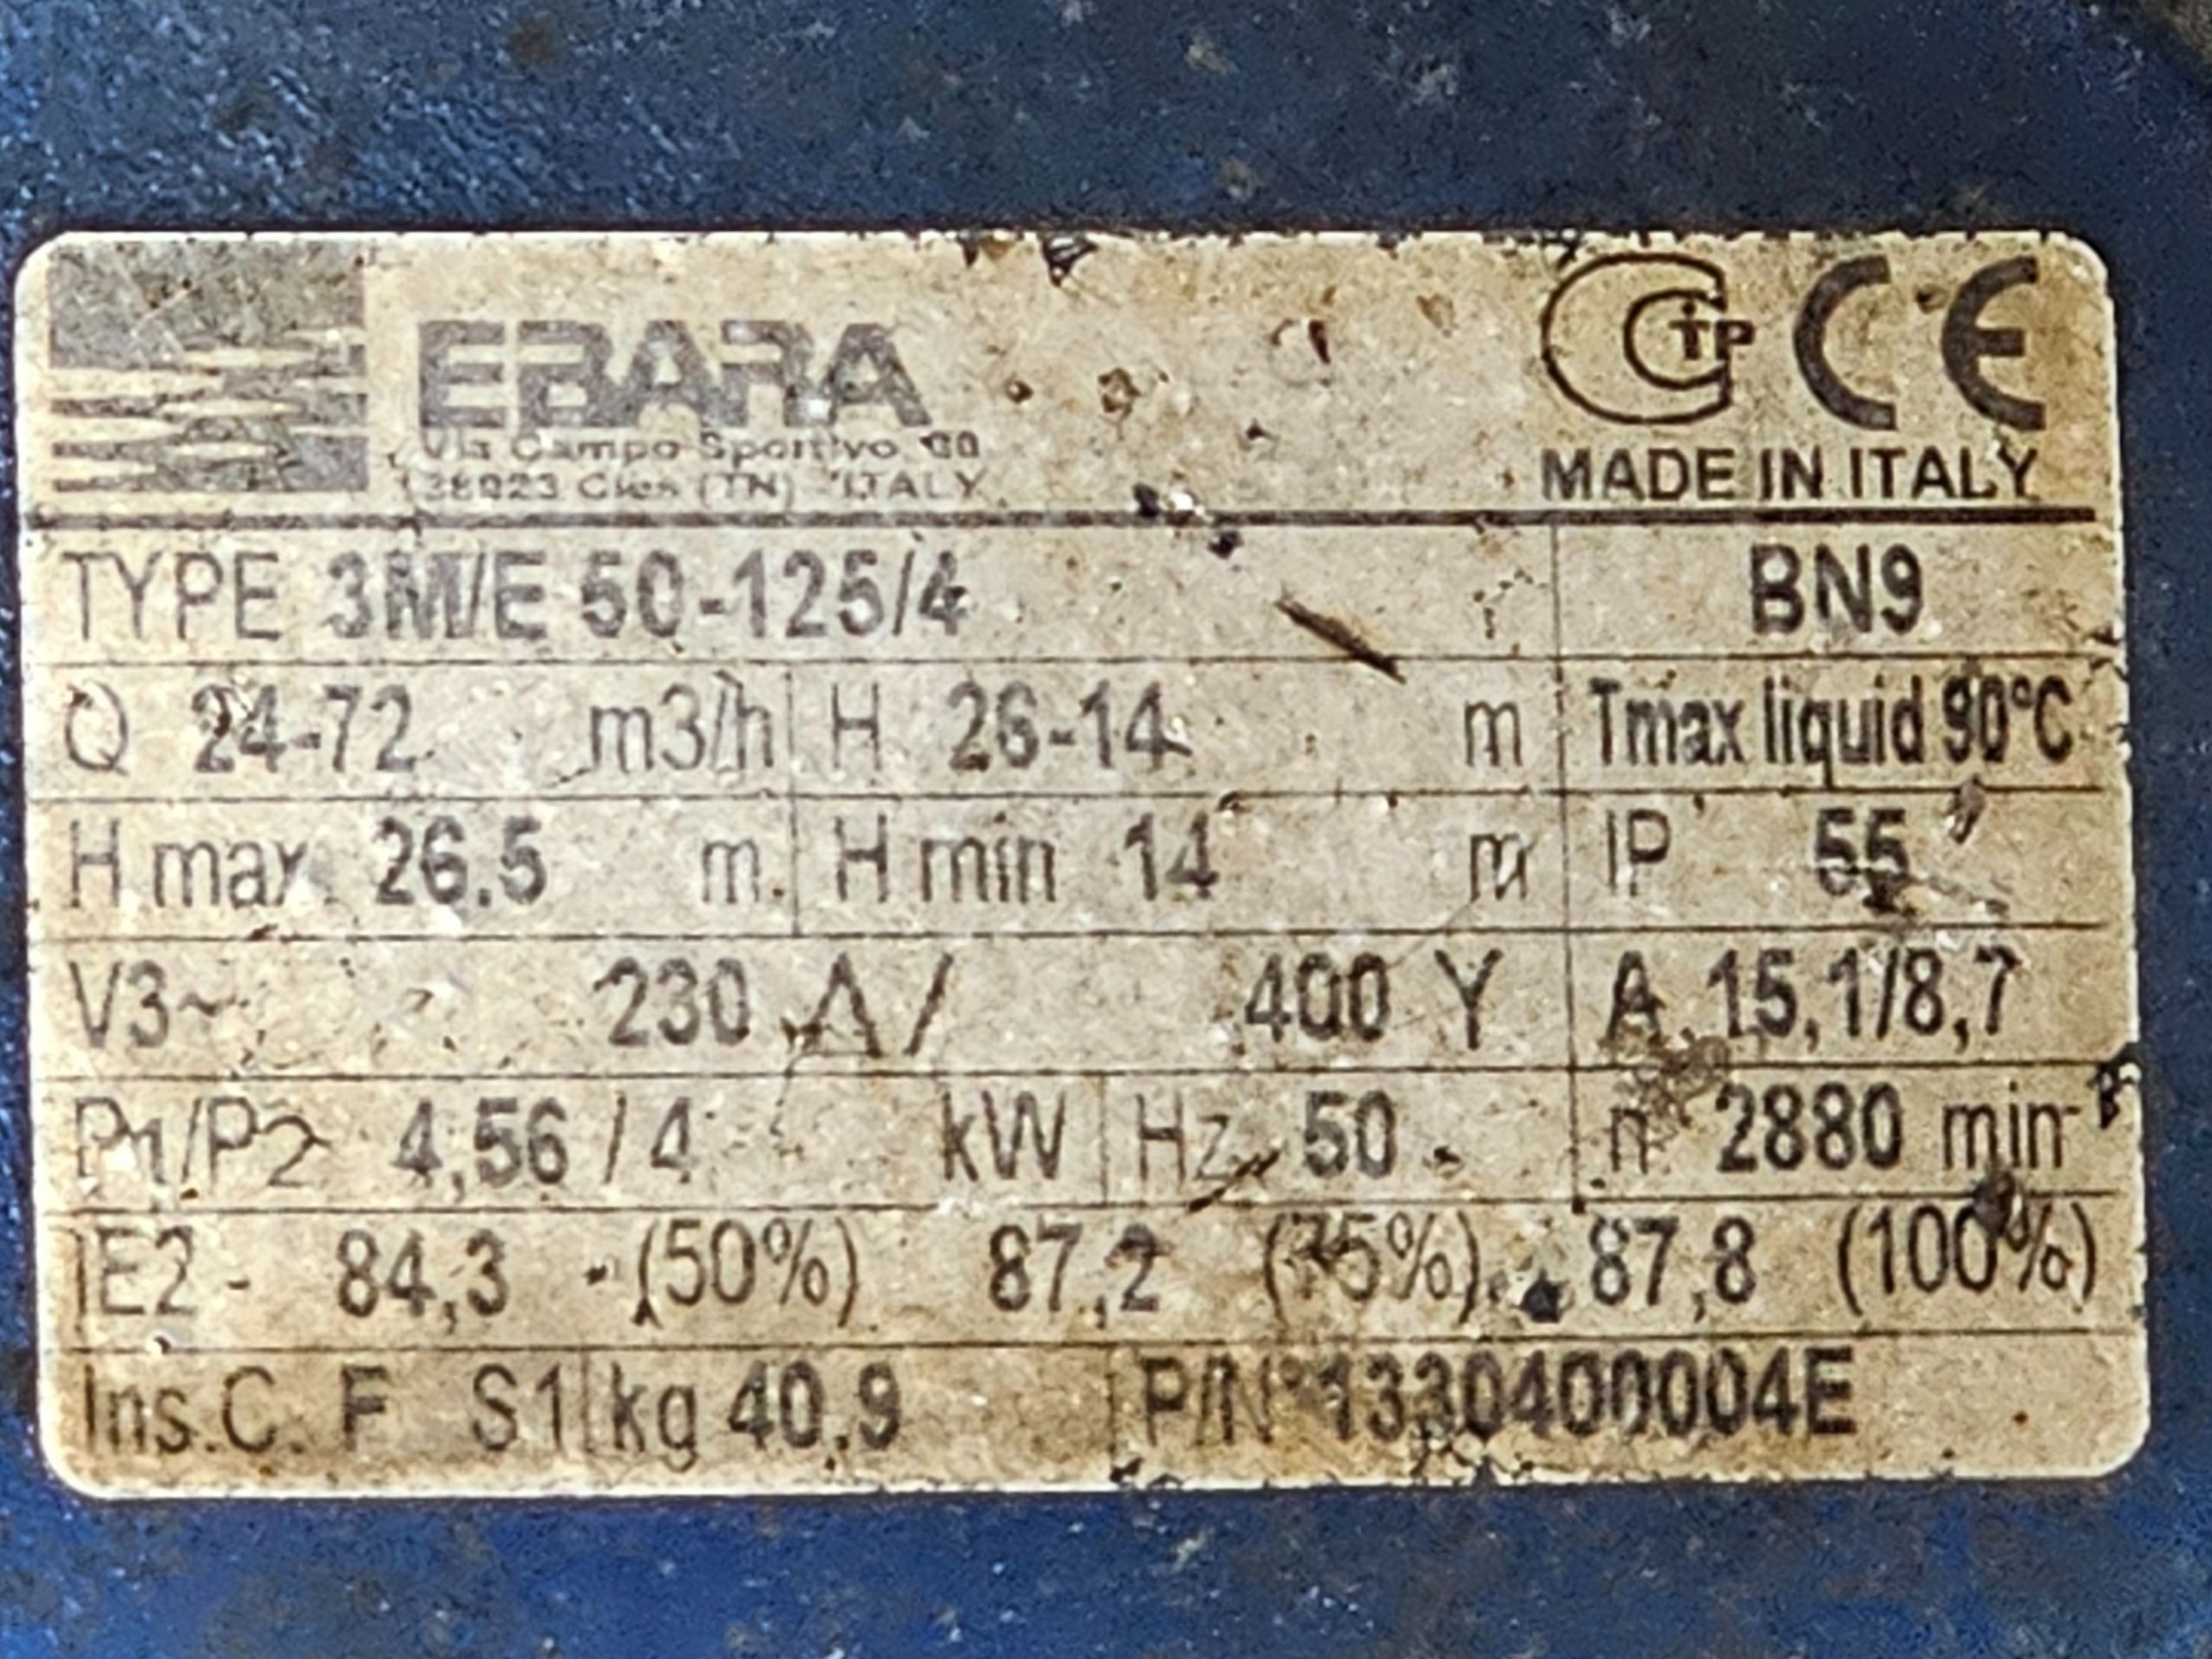 EBARA
Via Campo Sportivo 30
38023 Cles (TN) - ITALY
CE
MADE IN ITALY
TYPE 3M/E 50-125/4 BN9
Q 24-72 m3/h H 26-14 m Tmax liquid 90°C
H max 26.5 m H min 14 m IP 55
V3~ 230 Δ / 400 Y A 15,1/8,7
P1/P2 4,56 / 4 kW Hz 50 n 2880 min-1
IE2 - 84,3 (50%) 87,2 (75%) 87,8 (100%)
Ins.C. F S1 kg 40.9 P/N°1330400004E